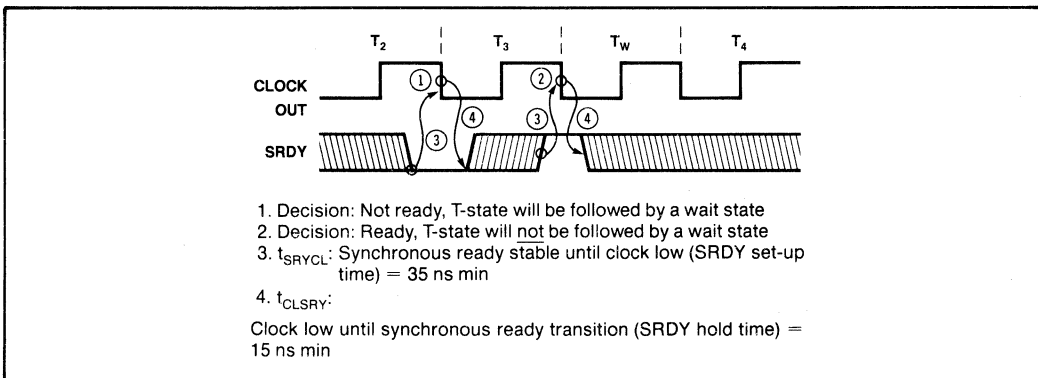 T2 T3 TW T4
CLOCK
OUT
1 2
4 4
3 3
SRDY
1. Decision: Not ready, T-state will be followed by a wait state
2. Decision: Ready, T-state will not be followed by a wait state
3. tSRYCL: Synchronous ready stable until clock low (SRDY set-up
time) = 35 ns min
4. tCLSRY:
Clock low until synchronous ready transition (SRDY hold time) =
15 ns min